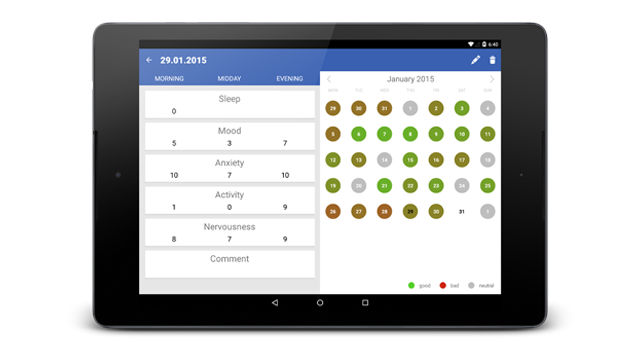 6:40
29.01.2015
MORNING MIDDAY EVENING
Sleep
0
Mood
5 3 7
Anxiety
10 7 10
Activity
1 0 9
Nervousness
8 7 9
Comment
January 2015
MON TUE WED THU FRI SAT SUN
29 30 31 1 2 3 4
5 6 7 8 9 10 11
12 13 14 15 16 17 18
19 20 21 22 23 24 25
26 27 28 29 30 31 1
good bad neutral